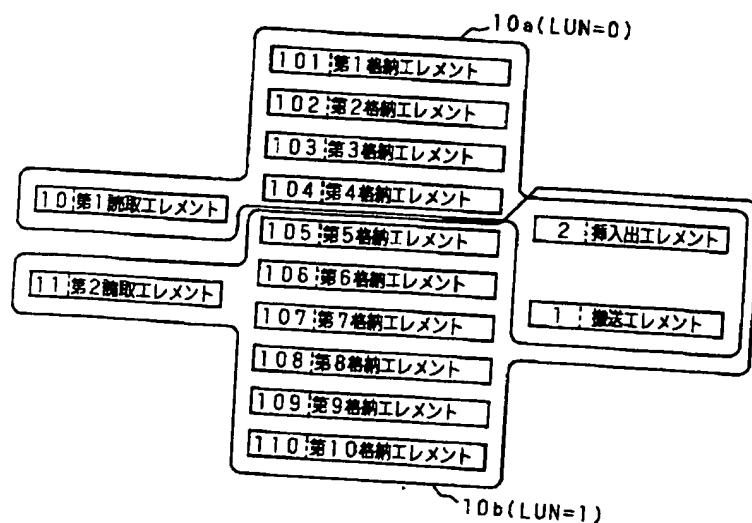 10a(LUN=0)
101 第1格納エレメント
102 第2格納エレメント
103 第3格納エレメント
104 第4格納エレメント
10 第1読取エレメント
105 第5格納エレメント
2 挿入出エレメント
11 第2読取エレメント
106 第6格納エレメント
107 第7格納エレメント
1 搬送エレメント
108 第8格納エレメント
109 第9格納エレメント
110 第10格納エレメント
10b(LUN=1)